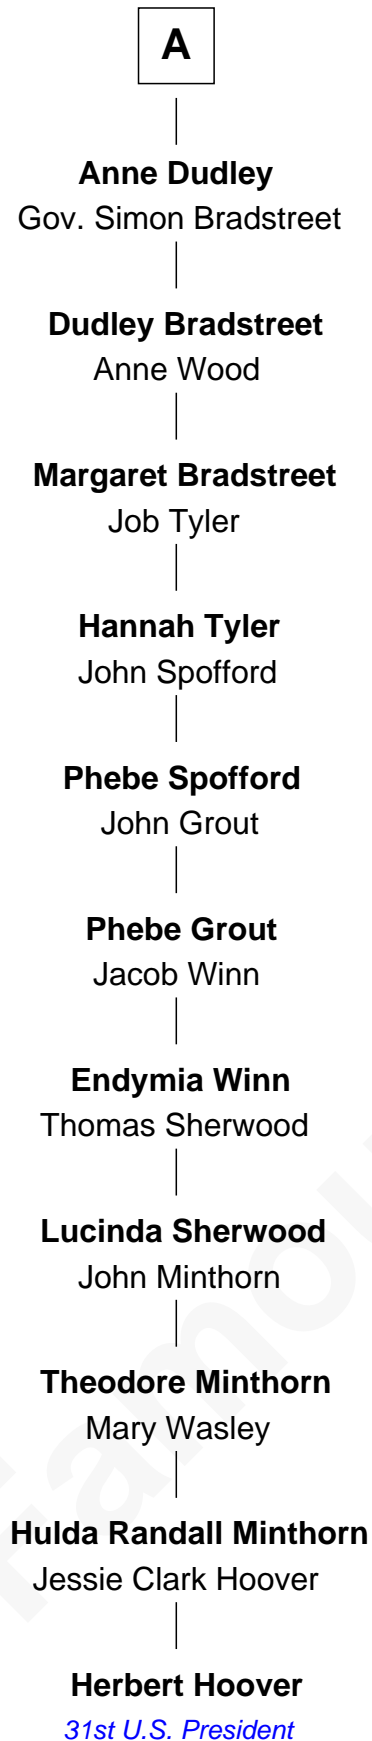 A
Anne Dudley
Gov. Simon Bradstreet
Dudley Bradstreet
Anne Wood
Margaret Bradstreet
Job Tyler
Hannah Tyler
John Spofford
Phebe Spofford
John Grout
Phebe Grout
Jacob Winn
Endymia Winn
Thomas Sherwood
Lucinda Sherwood
John Minthorn
Theodore Minthorn
Mary Wasley
Hulda Randall Minthorn
Jessie Clark Hoover
Herbert Hoover
31st U.S. President
Famou